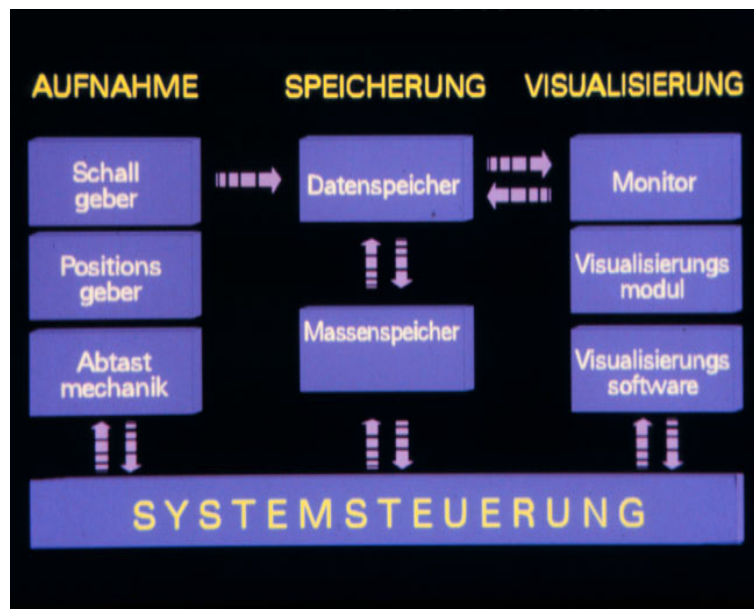 AUFNAHME
Schall
geber
Positions
geber
Abtast
mechanik
SPEICHERUNG
Datenspeicher
Massenspeicher
VISUALISIERUNG
Monitor
Visualisierungs
modul
Visualisierungs
software
SYSTEMSTEUERUNG